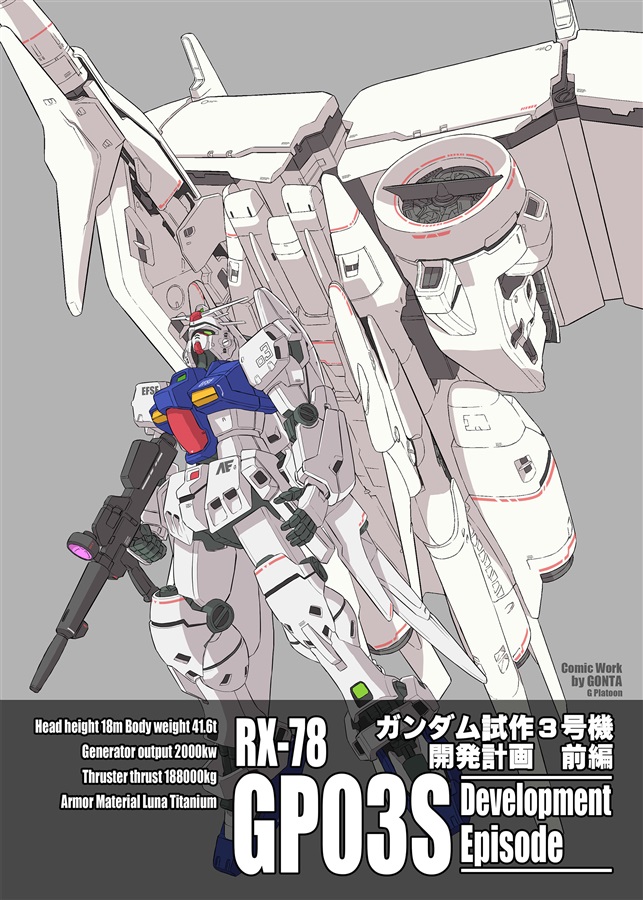 EFSF
03
AF
Comic Work
by GONTA
G Platoon
Head height 18m Body weight 41.6t
Generator output 2000kw
Thruster thrust 188000kg
Armor Material Luna Titanium
RX-78
GP03S
ガンダム試作3号機
開発計画　前編
Development
Episode